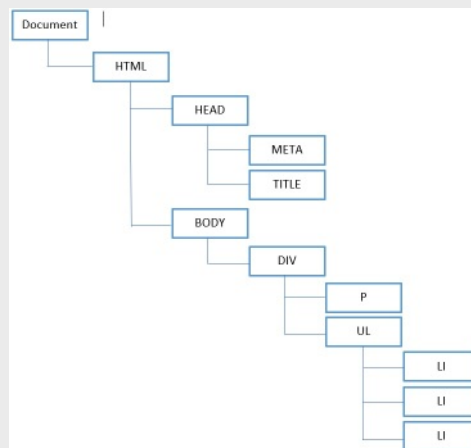 Document
HTML
HEAD
META
TITLE
BODY
DIV
P
UL
LI
LI
LI